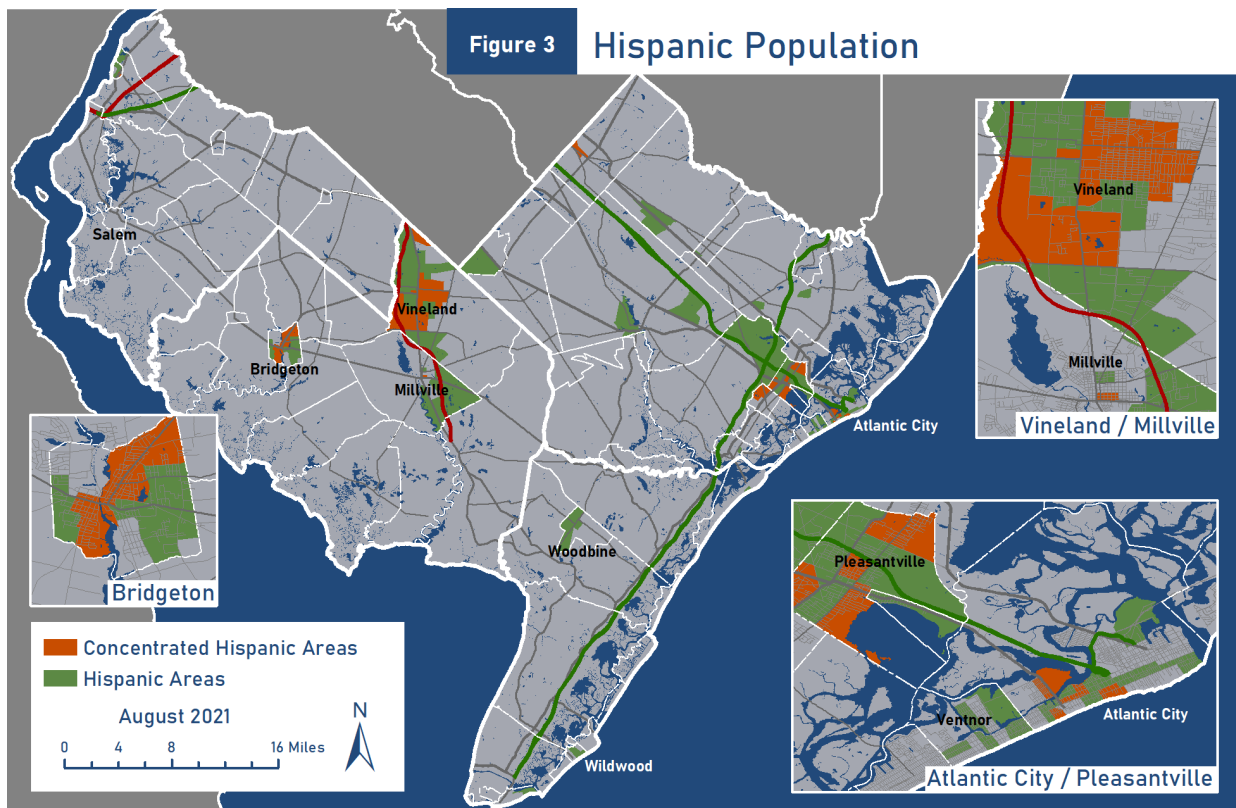 Figure 3
Hispanic Population
Salem
Vineland
Bridgeton
Millville
Atlantic City
Woodbine
Wildwood
Vineland
Millville
Vineland / Millville
Bridgeton
Pleasantville
Ventnor
Atlantic City
Atlantic City / Pleasantville
Concentrated Hispanic Areas
Hispanic Areas
August 2021
N
0 4 8 16 Miles